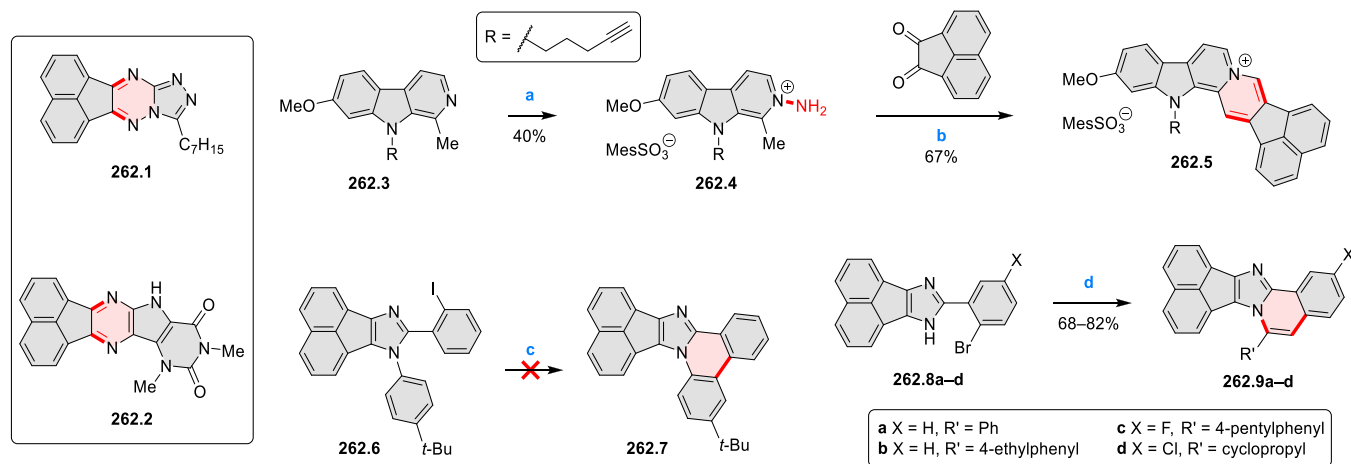 N
N
N
N
N
N
C7H15
262.1
R =
MeO
N
R
N
Me
262.3
a
40%
MeO
N
R
N
⊕
NH2
Me
MesSO3⊖
262.4
O
O
b
67%
MeO
N
R
N
⊕
MesSO3⊖
262.5
N
N
H
N
O
N
Me
N
Me
O
262.2
N
N
I
t-Bu
262.6
c
N
N
t-Bu
262.7
N
N
H
Br
X
262.8a–d
d
68–82%
N
N
R'
X
262.9a–d
a X = H, R' = Ph
b X = H, R' = 4-ethylphenyl
c X = F, R' = 4-pentylphenyl
d X = Cl, R' = cyclopropyl